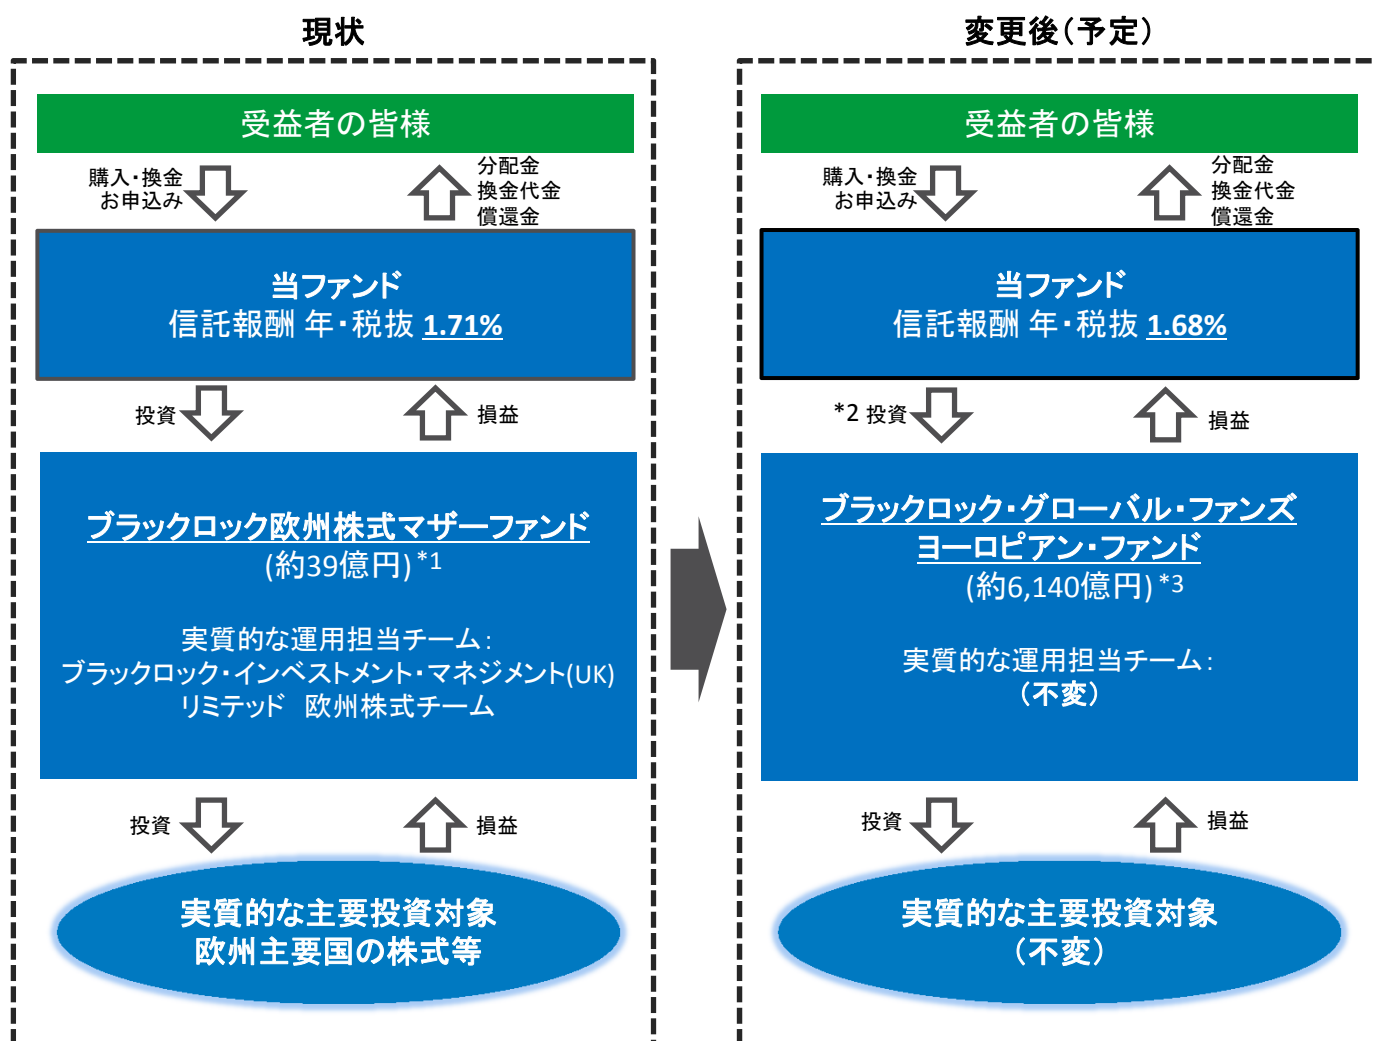 現状
受益者の皆様
購入・換金
お申込み
分配金
換金代金
償還金
当ファンド
信託報酬 年・税抜 1.71%
投資
損益
ブラックロック欧州株式マザーファンド
(約39億円) *1
実質的な運用担当チーム：
ブラックロック・インベストメント・マネジメント(UK)
リミテッド　欧州株式チーム
投資
損益
実質的な主要投資対象
欧州主要国の株式等
変更後（予定）
受益者の皆様
購入・換金
お申込み
分配金
換金代金
償還金
当ファンド
信託報酬 年・税抜 1.68%
*2 投資
損益
ブラックロック・グローバル・ファンズ
ヨーロピアン・ファンド
(約6,140億円) *3
実質的な運用担当チーム：
（不変）
投資
損益
実質的な主要投資対象
（不変）